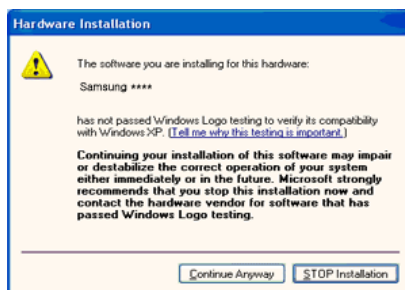 Hardware Installation
The software you are installing for this hardware:
Samsung ****
has not passed Windows Logo testing to verify its compatibility
with Windows XP. (Tell me why this testing is important.)
Continuing your installation of this software may impair
or destabilize the correct operation of your system
either immediately or in the future. Microsoft strongly
recommends that you stop this installation now and
contact the hardware vendor for software that has
passed Windows Logo testing.
Continue Anyway
STOP Installation